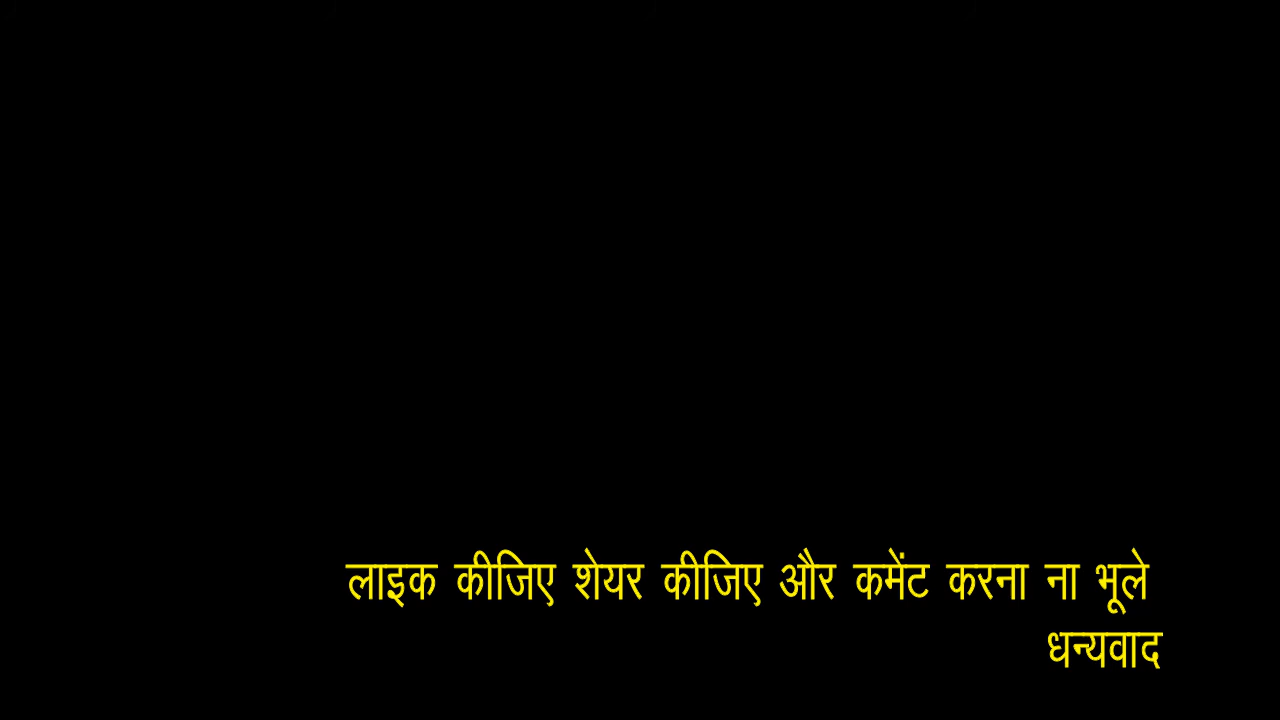 लाइक कीजिए शेयर कीजिए और कमेंट करना ना भूले
धन्यवाद